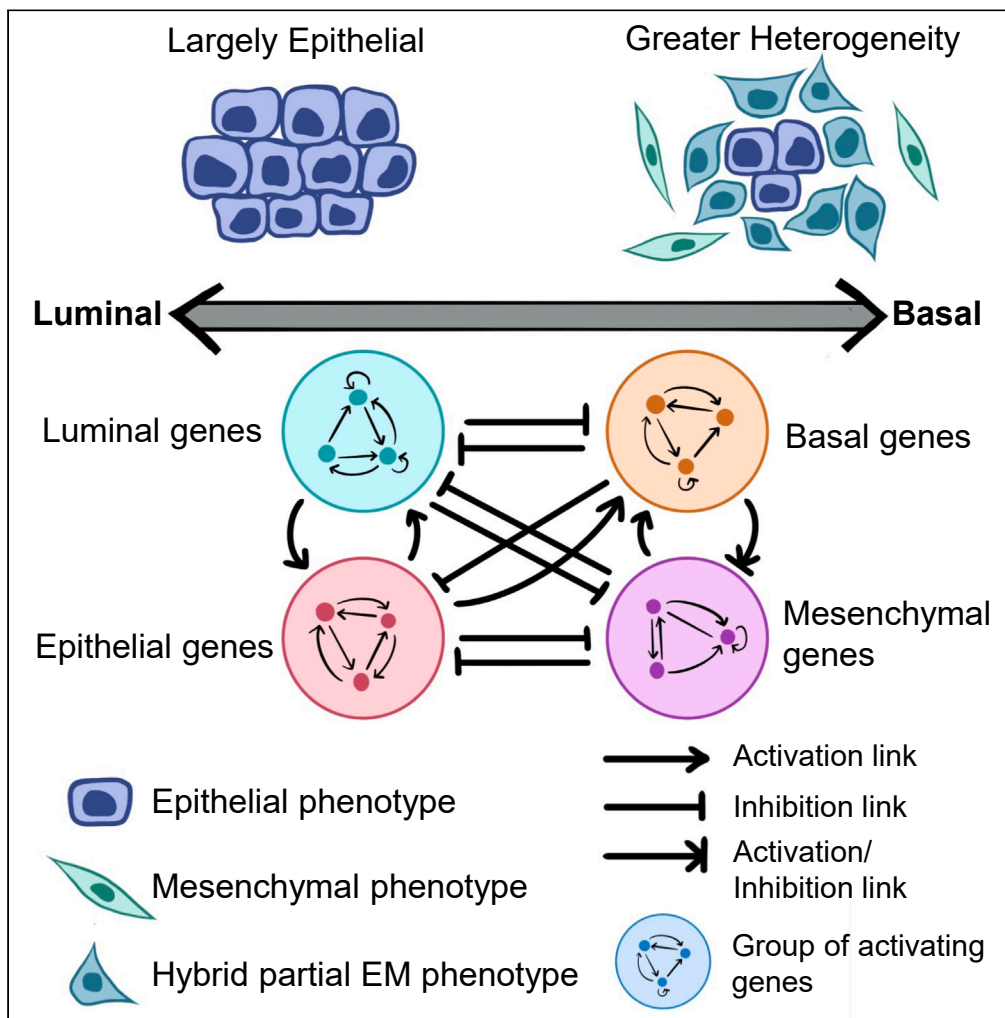 Largely Epithelial
Greater Heterogeneity
Luminal
Basal
Luminal genes
Basal genes
Epithelial genes
Mesenchymal
genes
Epithelial phenotype
Mesenchymal phenotype
Hybrid partial EM phenotype
Activation link
Inhibition link
Activation/
Inhibition link
Group of activating
genes